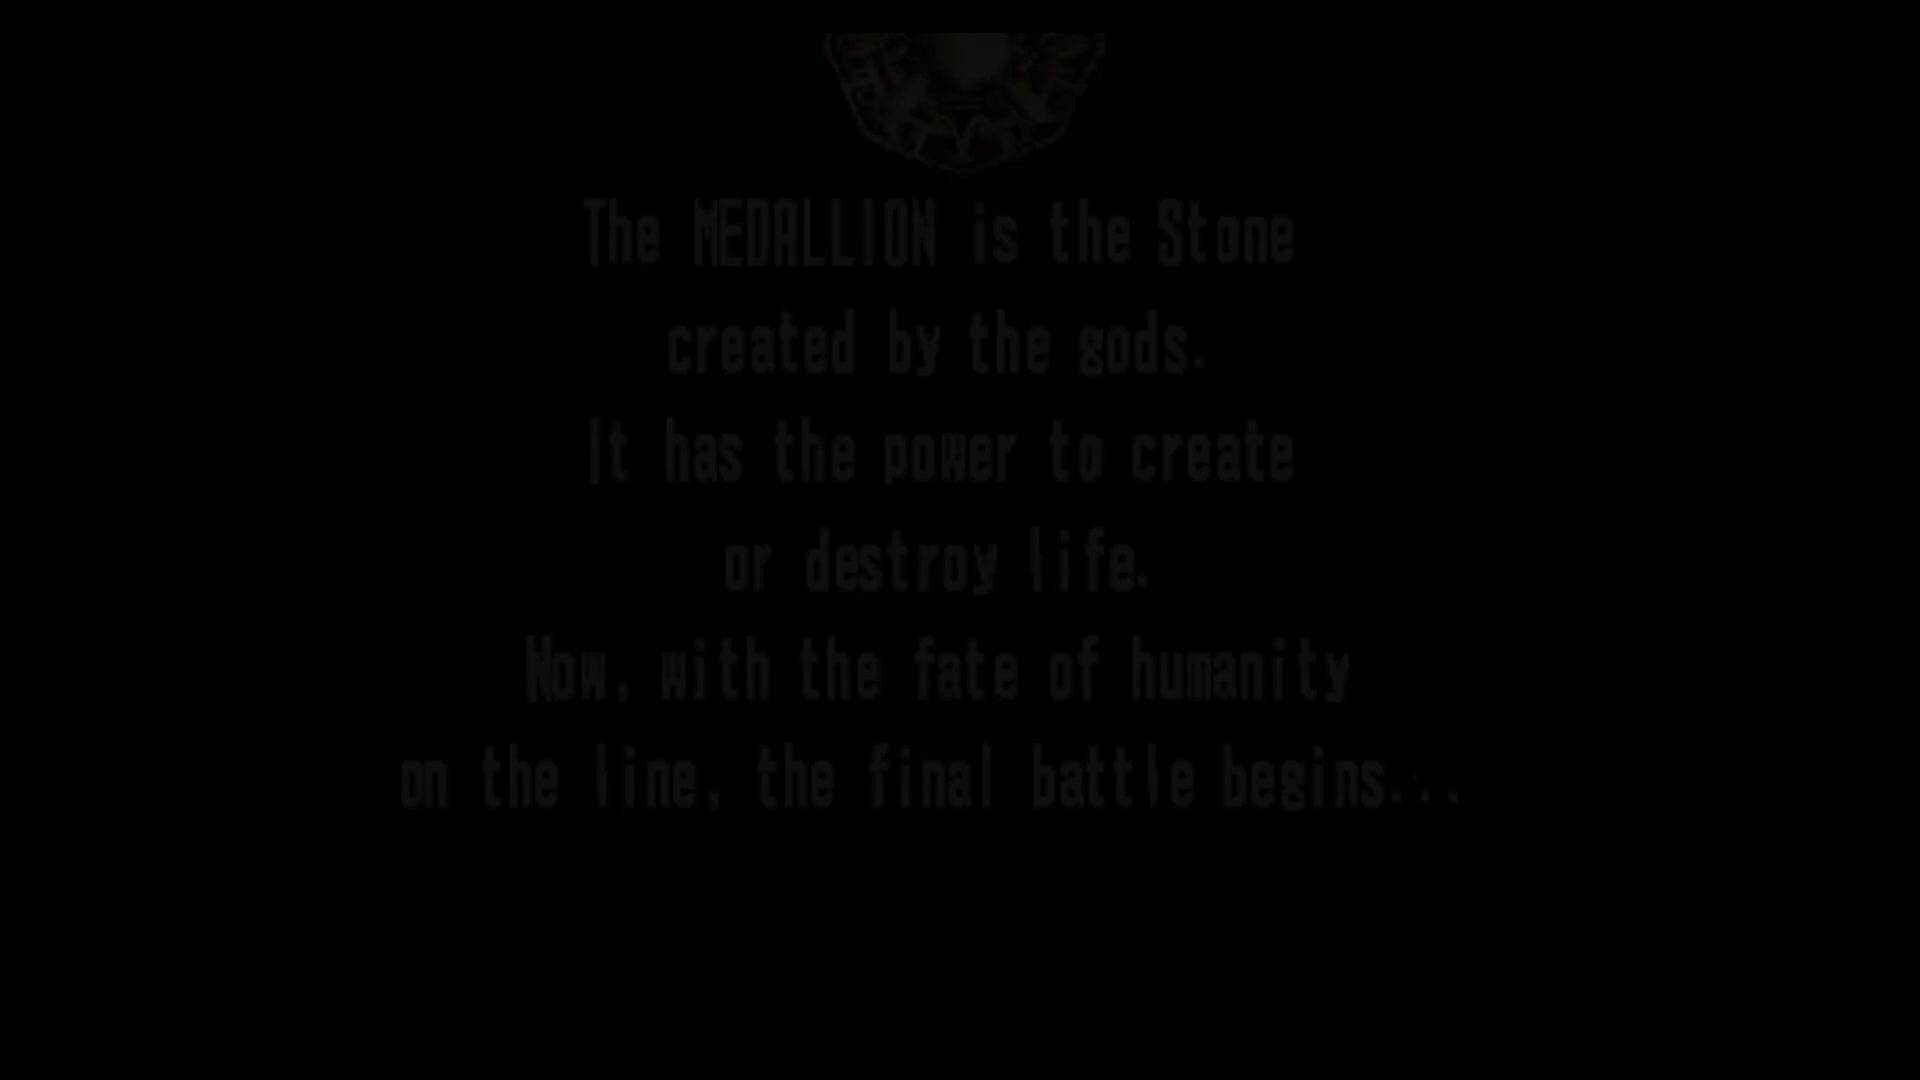 The MEDALLION is the Stone
created by the gods.
It has the power to create
or destroy life.
Now, with the fate of humanity
on the line, the final battle begins...